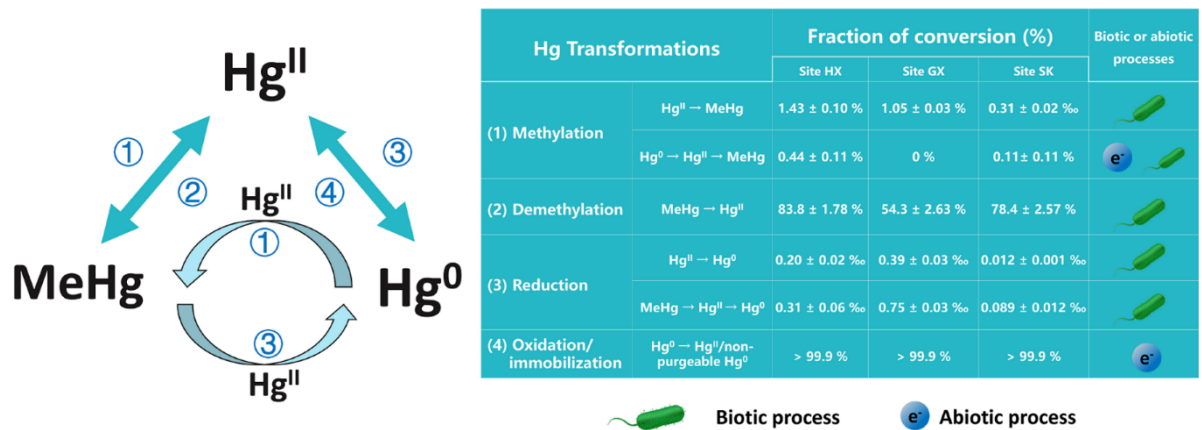 Hg^II
① ③
② ④
Hg^II
①
MeHg Hg^0
③
Hg^II
Hg Transformations Fraction of conversion (%) Biotic or abiotic processes
Site HX Site GX Site SK
(1) Methylation Hg^II → MeHg 1.43 ± 0.10 % 1.05 ± 0.03 % 0.31 ± 0.02 ‰
Hg^0 → Hg^II → MeHg 0.44 ± 0.11 % 0 % 0.11± 0.11 % e^-
(2) Demethylation MeHg → Hg^II 83.8 ± 1.78 % 54.3 ± 2.63 % 78.4 ± 2.57 %
(3) Reduction Hg^II → Hg^0 0.20 ± 0.02 ‰ 0.39 ± 0.03 ‰ 0.012 ± 0.001 ‰
MeHg → Hg^II → Hg^0 0.31 ± 0.06 ‰ 0.75 ± 0.03 ‰ 0.089 ± 0.012 ‰
(4) Oxidation/ immobilization Hg^0 → Hg^II/non-purgeable Hg^0 > 99.9 % > 99.9 % > 99.9 % e^-
Biotic process e^- Abiotic process